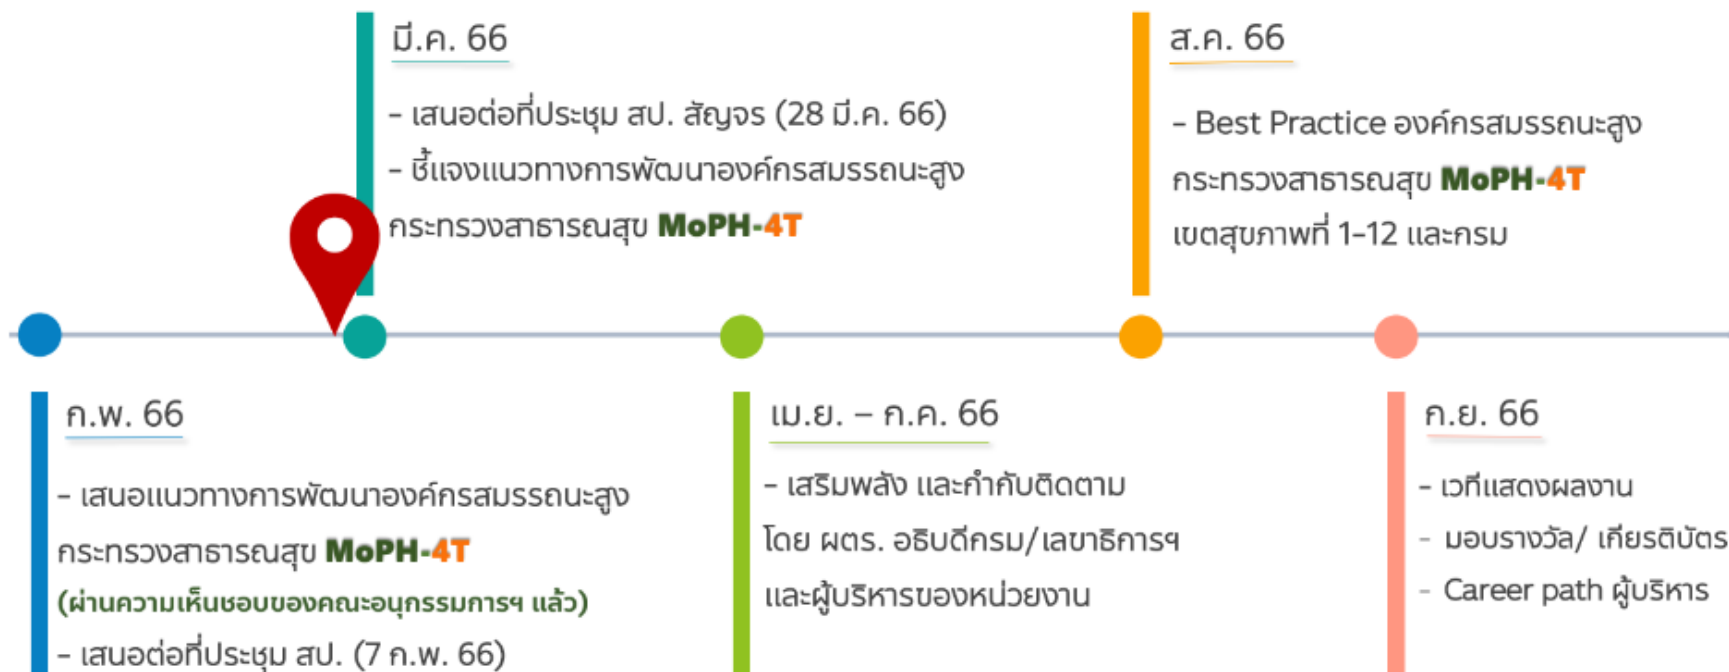 มี.ค. 66
- เสนอต่อที่ประชุม สป. สัญจร (28 มี.ค. 66)
- ชี้แจงแนวทางการพัฒนาองค์กรสมรรถนะสูง
กระทรวงสาธารณสุข MoPH-4T
ส.ค. 66
- Best Practice องค์กรสมรรถนะสูง
กระทรวงสาธารณสุข MoPH-4T
เขตสุขภาพที่ 1-12 และกรม
ก.พ. 66
- เสนอแนวทางการพัฒนาองค์กรสมรรถนะสูง
กระทรวงสาธารณสุข MoPH-4T
(ผ่านความเห็นชอบของคณะอนุกรรมการฯ แล้ว)
- เสนอต่อที่ประชุม สป. (7 ก.พ. 66)
เม.ย. – ก.ค. 66
- เสริมพลัง และกำกับติดตาม
โดย ผตร. อธิบดีกรม/เลขาธิการฯ
และผู้บริหารของหน่วยงาน
ก.ย. 66
- เวทีแสดงผลงาน
- มอบรางวัล/ เกียรติบัตร
- Career path ผู้บริหาร